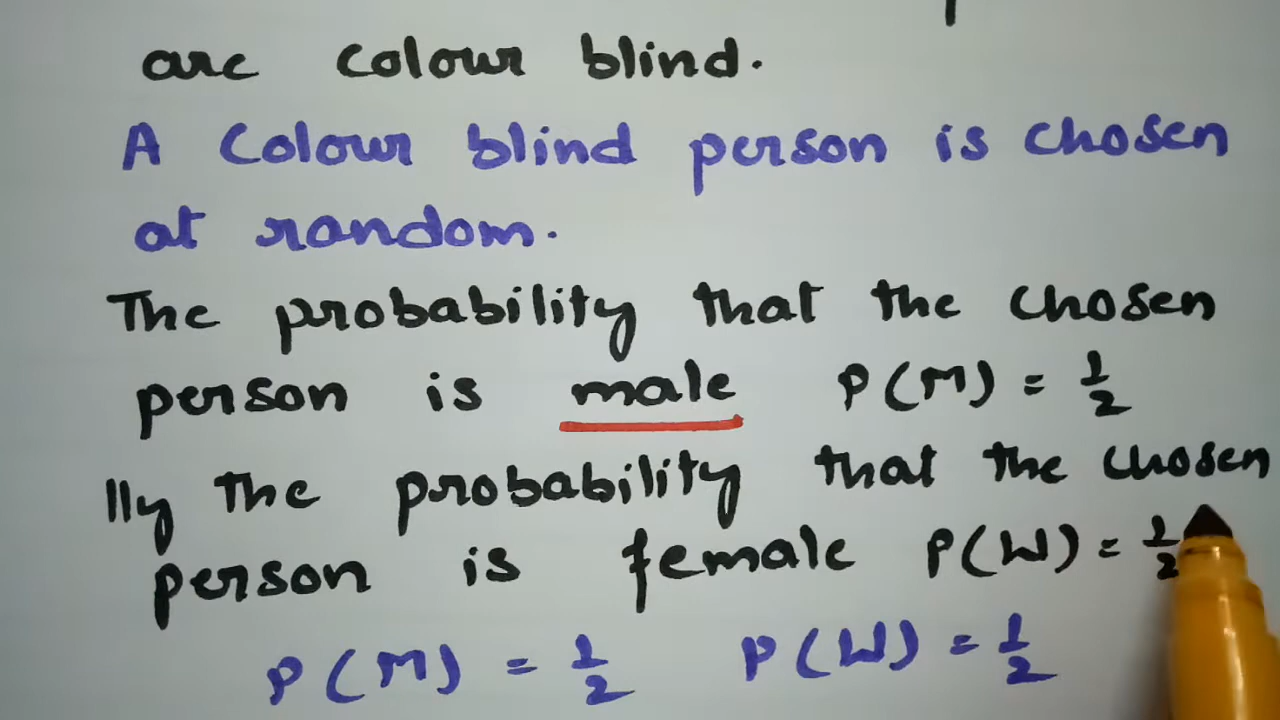 are colour blind.
A Colour blind person is chosen
at random.
The probability that the chosen
person is male P(M) = 1/2
lly the probability that the chosen
person is female P(W) = 1/2
P(M) = 1/2 P(W) = 1/2